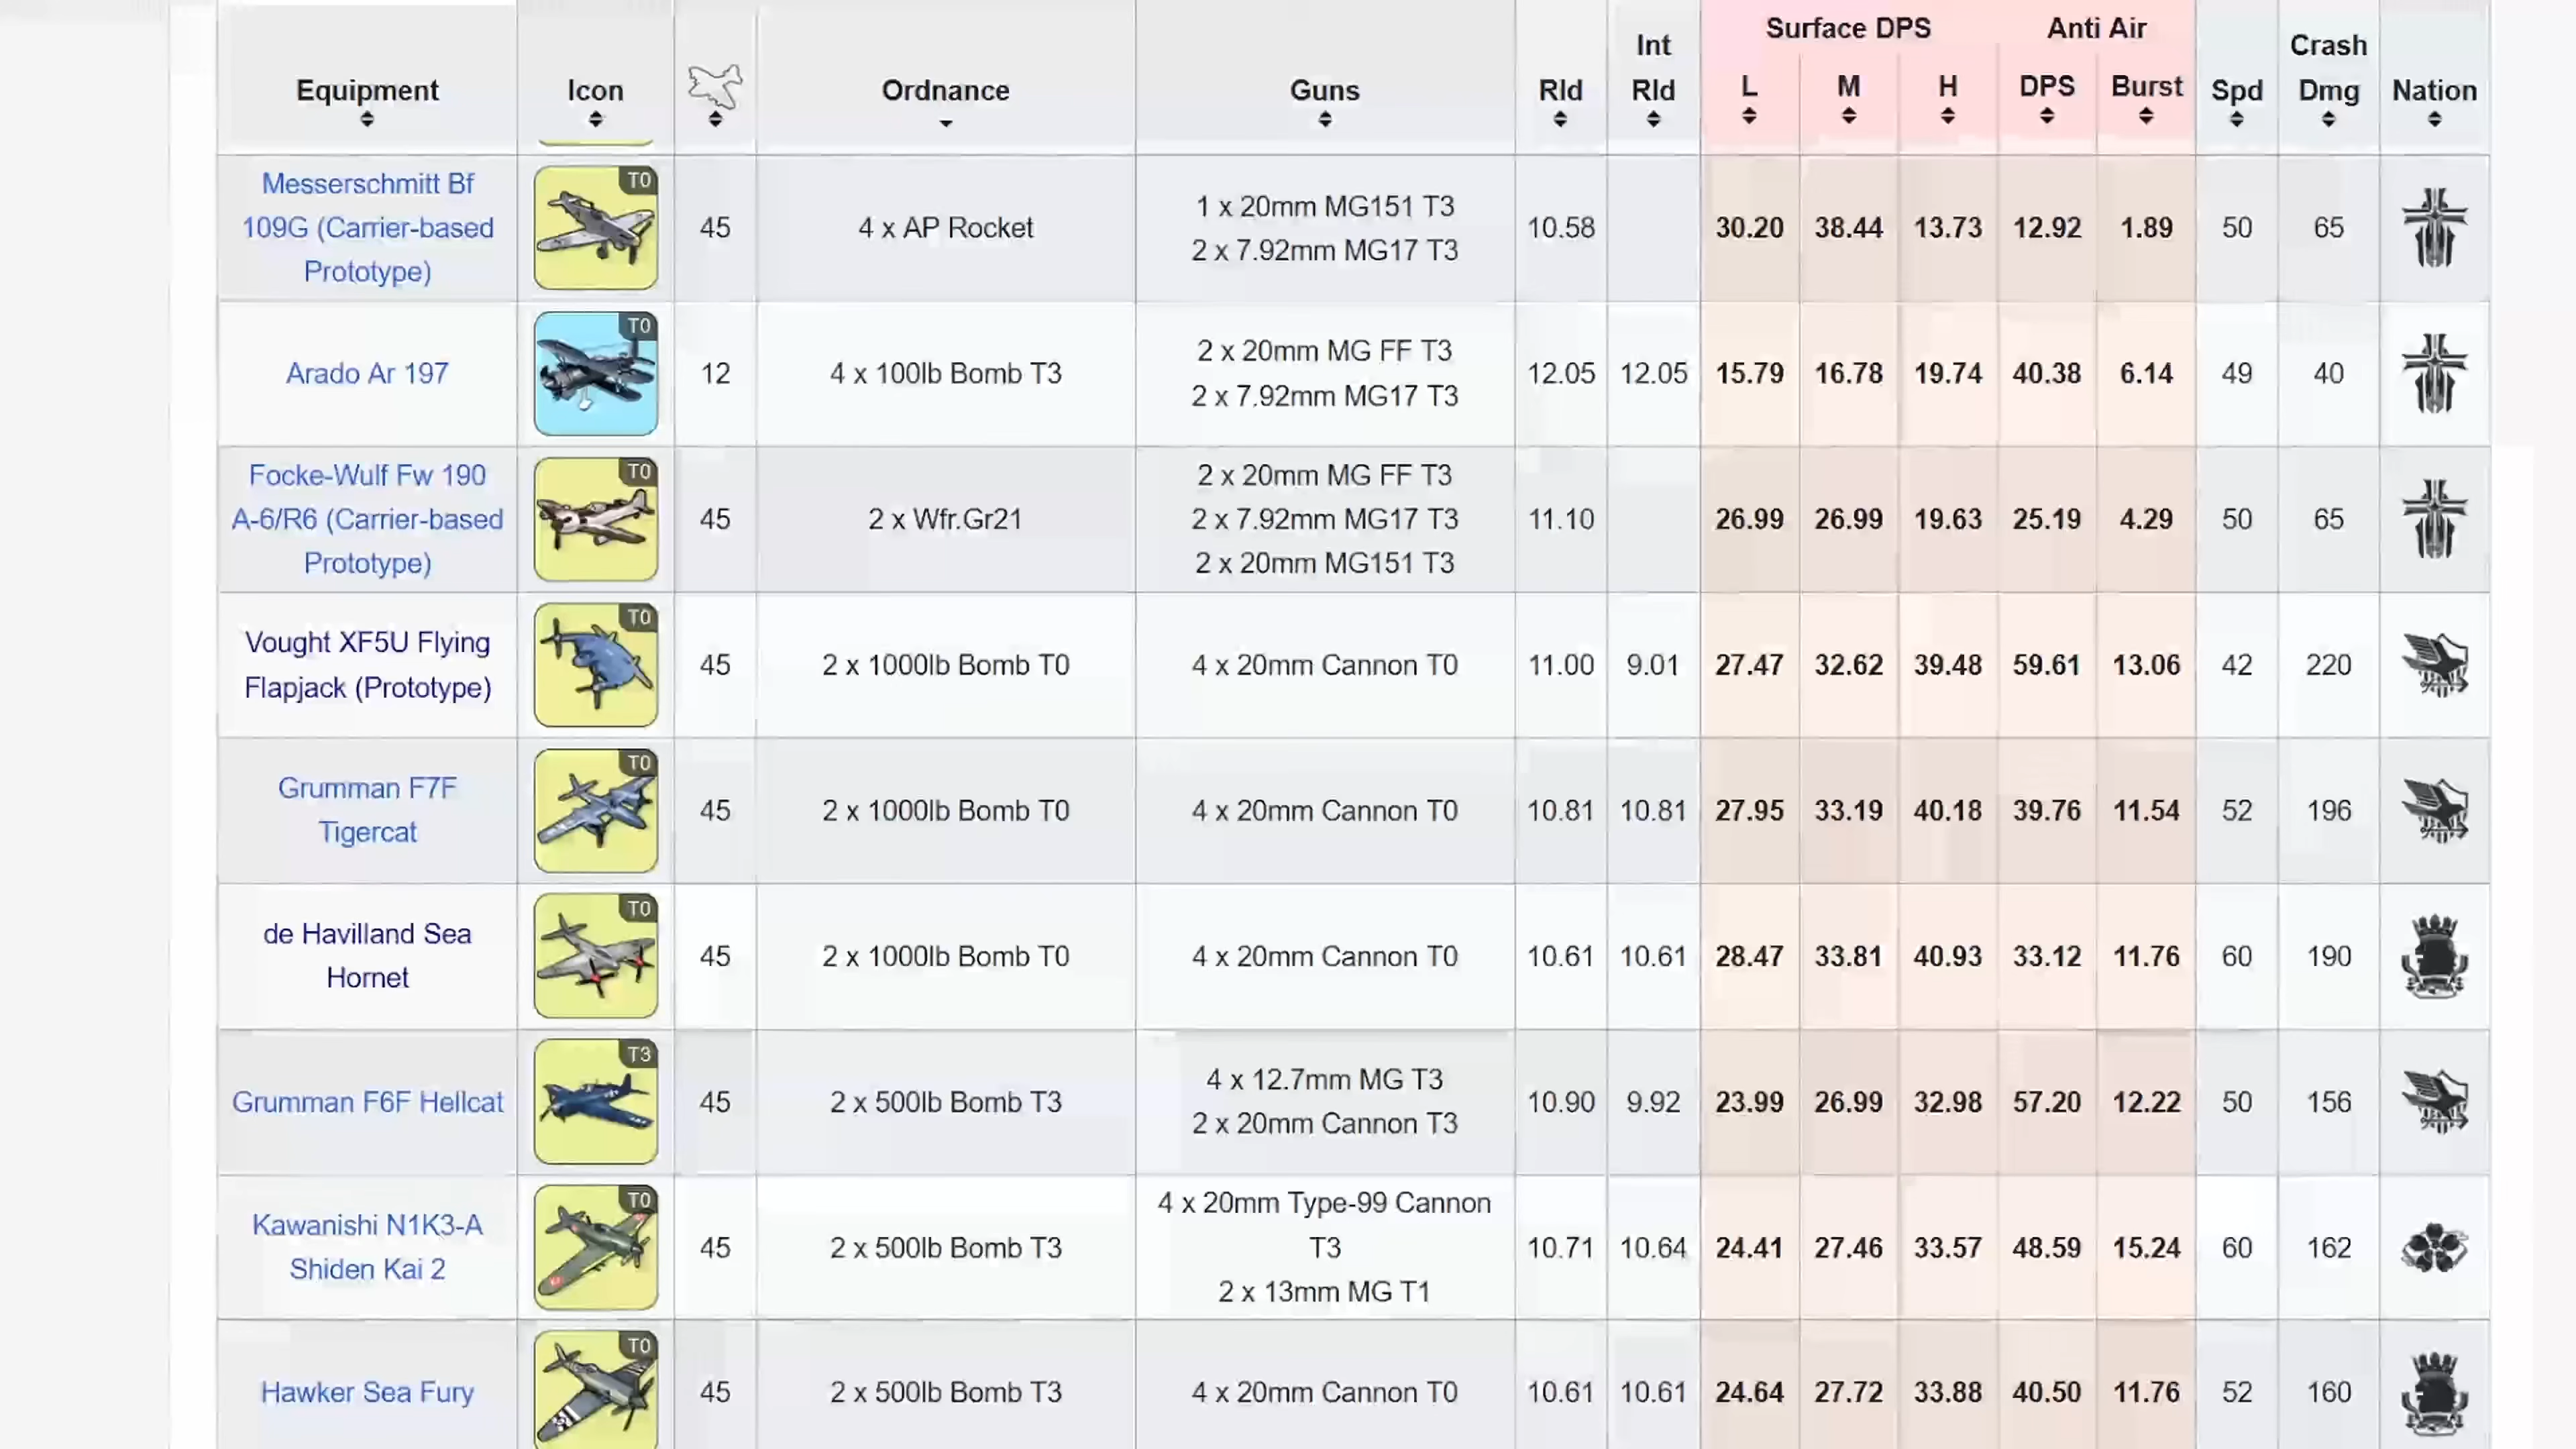 Surface DPS Anti Air
Int Crash
Equipment Icon Ordnance Guns Rld Rld L M H DPS Burst Spd Dmg Nation
Messerschmitt Bf
109G (Carrier-based
Prototype)
T0
45
4 x AP Rocket
1 x 20mm MG151 T3
2 x 7.92mm MG17 T3
10.58 30.20 38.44 13.73 12.92 1.89 50 65
Arado Ar 197
T0
12
4 x 100lb Bomb T3
2 x 20mm MG FF T3
2 x 7.92mm MG17 T3
12.05 12.05 15.79 16.78 19.74 40.38 6.14 49 40
Focke-Wulf Fw 190
A-6/R6 (Carrier-based
Prototype)
T0
45
2 x Wfr.Gr21
2 x 20mm MG FF T3
2 x 7.92mm MG17 T3
2 x 20mm MG151 T3
11.10 26.99 26.99 19.63 25.19 4.29 50 65
Vought XF5U Flying
Flapjack (Prototype)
T0
45
2 x 1000lb Bomb T0
4 x 20mm Cannon T0
11.00 9.01 27.47 32.62 39.48 59.61 13.06 42 220
Grumman F7F
Tigercat
T0
45
2 x 1000lb Bomb T0
4 x 20mm Cannon T0
10.81 10.81 27.95 33.19 40.18 39.76 11.54 52 196
de Havilland Sea
Hornet
T0
45
2 x 1000lb Bomb T0
4 x 20mm Cannon T0
10.61 10.61 28.47 33.81 40.93 33.12 11.76 60 190
Grumman F6F Hellcat
T3
45
2 x 500lb Bomb T3
4 x 12.7mm MG T3
2 x 20mm Cannon T3
10.90 9.92 23.99 26.99 32.98 57.20 12.22 50 156
Kawanishi N1K3-A
Shiden Kai 2
T0
45
2 x 500lb Bomb T3
4 x 20mm Type-99 Cannon
T3
2 x 13mm MG T1
10.71 10.64 24.41 27.46 33.57 48.59 15.24 60 162
Hawker Sea Fury
T0
45
2 x 500lb Bomb T3
4 x 20mm Cannon T0
10.61 10.61 24.64 27.72 33.88 40.50 11.76 52 160